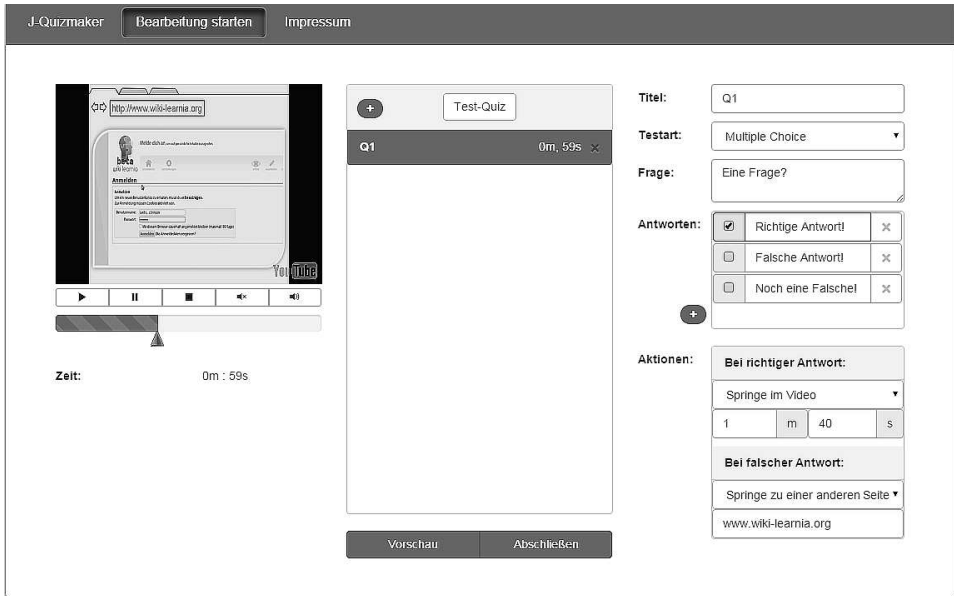 J-Quizmaker Bearbeitung starten Impressum
http://www.wiki-learnia.org
beta
wiki learnia
Anmelden
YouTube
Zeit: 0m : 59s
+ Test-Quiz
Q1 0m, 59s ×
Vorschau Abschließen
Titel: Q1
Testart: Multiple Choice
Frage: Eine Frage?
Antworten: Richtige Antwort! ×
Falsche Antwort! ×
Noch eine Falsche! ×
+
Aktionen: Bei richtiger Antwort:
Springe im Video
1 m 40 s
Bei falscher Antwort:
Springe zu einer anderen Seite
www.wiki-learnia.org